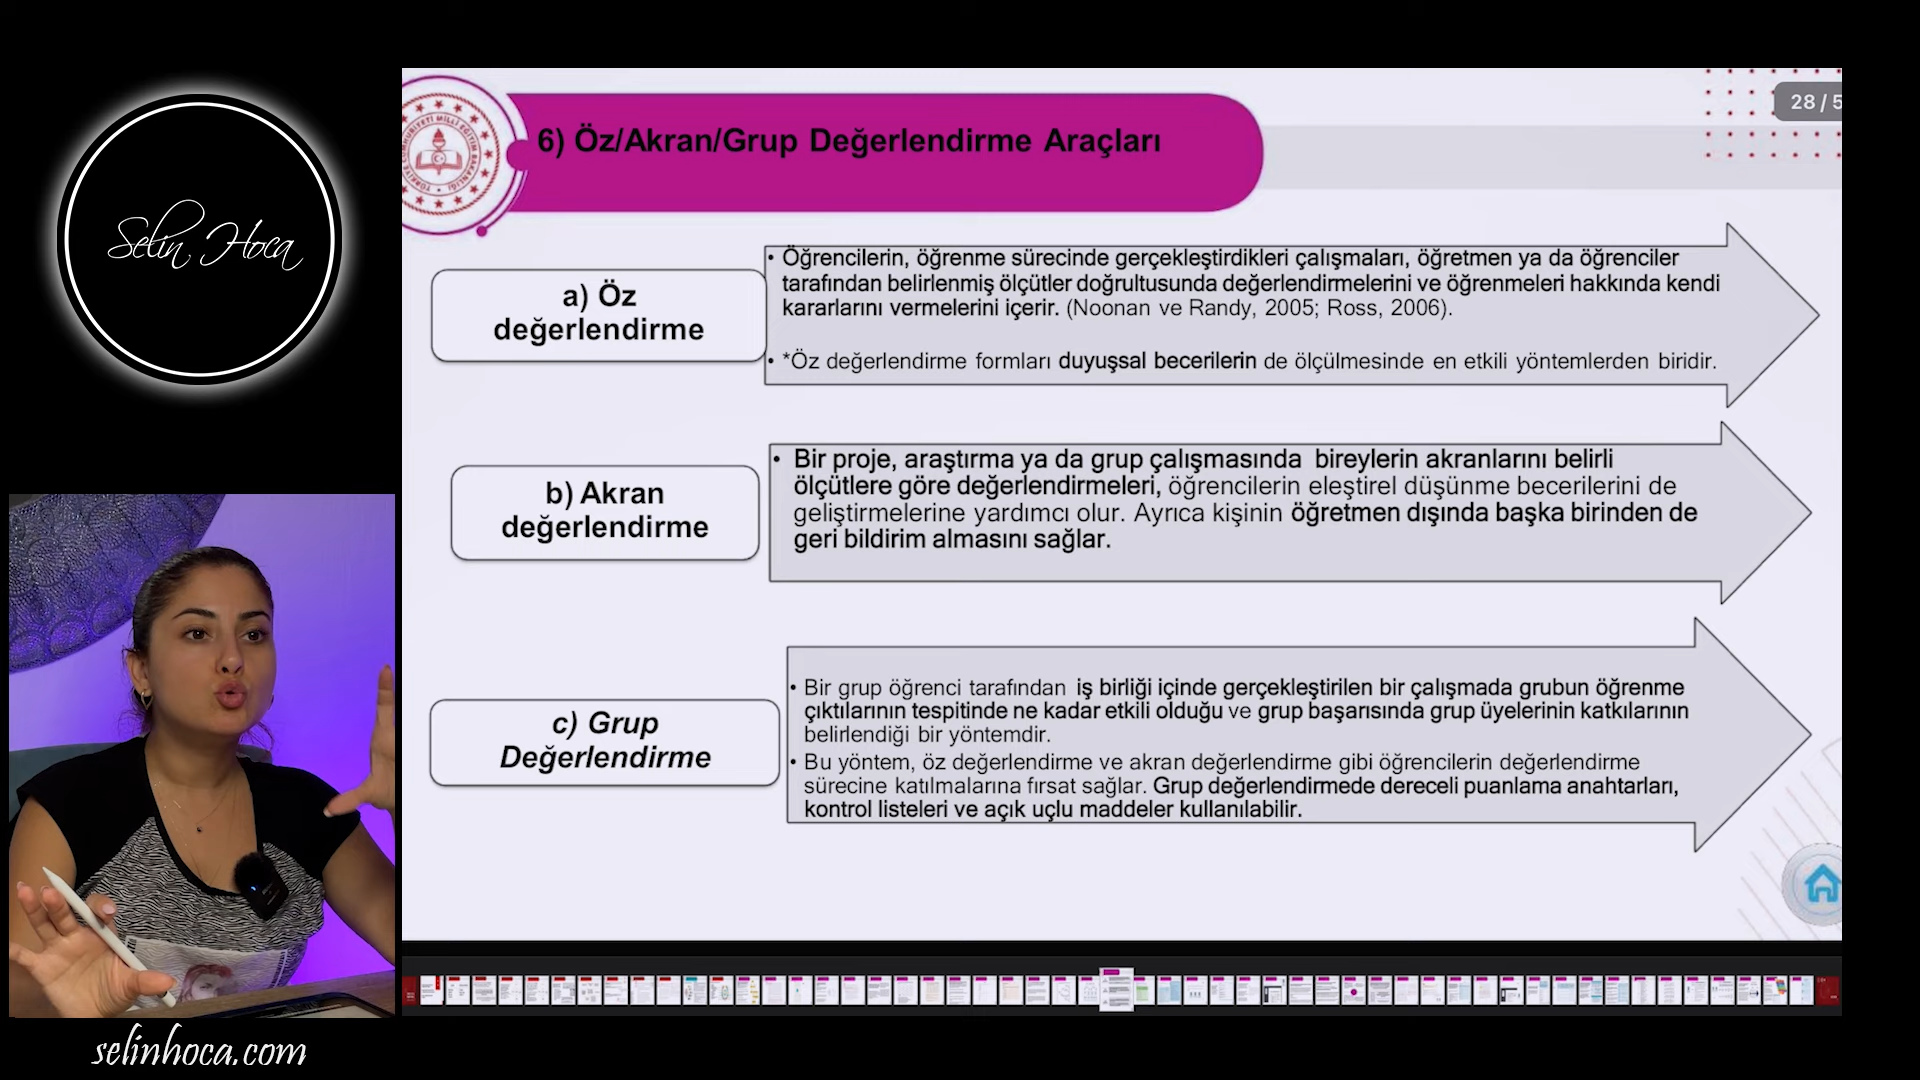 Selin Hoca
28 / 5
6) Öz/Akran/Grup Değerlendirme Araçları
a) Öz
değerlendirme
• Öğrencilerin, öğrenme sürecinde gerçekleştirdikleri çalışmaları, öğretmen ya da öğrenciler
tarafından belirlenmiş ölçütler doğrultusunda değerlendirmelerini ve öğrenmeleri hakkında kendi
kararlarını vermelerini içerir. (Noonan ve Randy, 2005; Ross, 2006).
• *Öz değerlendirme formları duyuşsal becerilerin de ölçülmesinde en etkili yöntemlerden biridir.
b) Akran
değerlendirme
• Bir proje, araştırma ya da grup çalışmasında bireylerin akranlarını belirli
ölçütlere göre değerlendirmeleri, öğrencilerin eleştirel düşünme becerilerini de
geliştirmelerine yardımcı olur. Ayrıca kişinin öğretmen dışında başka birinden de
geri bildirim almasını sağlar.
c) Grup
Değerlendirme
• Bir grup öğrenci tarafından iş birliği içinde gerçekleştirilen bir çalışmada grubun öğrenme
çıktılarının tespitinde ne kadar etkili olduğu ve grup başarısında grup üyelerinin katkılarının
belirlendiği bir yöntemdir.
• Bu yöntem, öz değerlendirme ve akran değerlendirme gibi öğrencilerin değerlendirme
sürecine katılmalarına fırsat sağlar. Grup değerlendirmede dereceli puanlama anahtarları,
kontrol listeleri ve açık uçlu maddeler kullanılabilir.
selinhoca.com